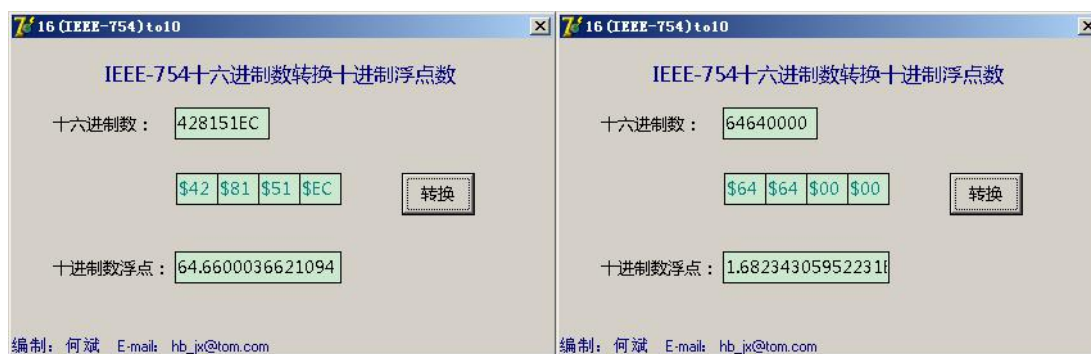 16(IEEE-754)to10
IEEE-754十六进制数转换十进制浮点数
十六进制数：
428151EC
$42 $81 $51 $EC
转换
十进制数浮点：
64.6600036621094
编制：何斌 E-mail: hb_jx@tom.com
16(IEEE-754)to10
IEEE-754十六进制数转换十进制浮点数
十六进制数：
64640000
$64 $64 $00 $00
转换
十进制数浮点：
1.68234305952231E
编制：何斌 E-mail: hb_jx@tom.com